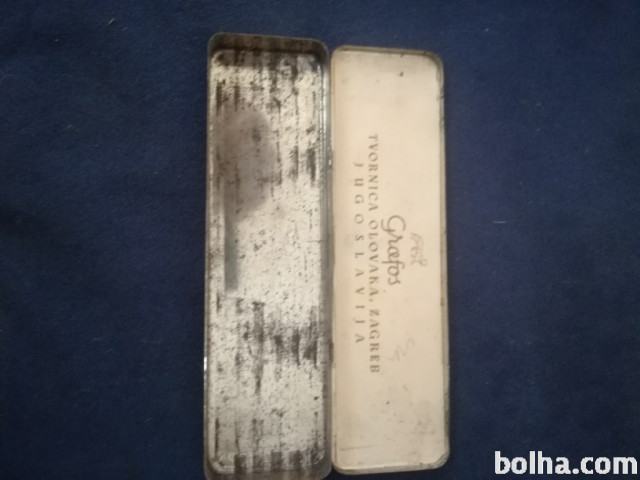 Grafos
TVORNICA OLOVAKA, ZAGREB
JUGOSLAVIJA
bolha.com